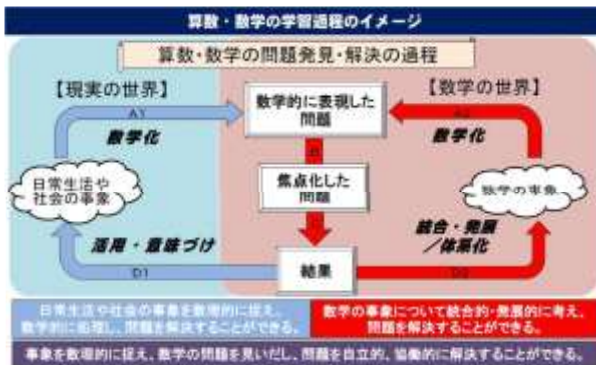 算数・数学の学習過程のイメージ
算数・数学の問題発見・解決の過程
【現実の世界】
【数学の世界】
A1
数学的に表現した
問題
A2
数学化
数学化
B
日常生活や
社会の事象
焦点化した
問題
数学の事象
C
活用・意味づけ
統合・発展
/体系化
D1
結果
D2
日常生活や社会の事象を数理的に捉え、
数学的に処理し、問題を解決することができる。
数学の事象について統合的・発展的に考え、
問題を解決することができる。
事象を数理的に捉え、数学の問題を見いだし、問題を自立的、協働的に解決することができる。